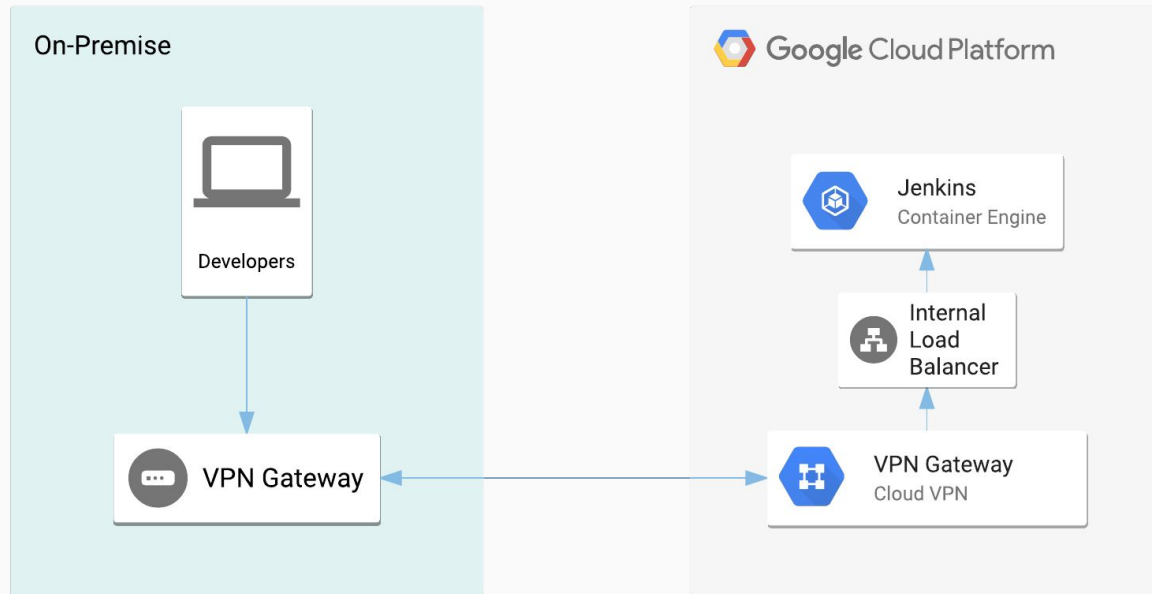 On-Premise
Google Cloud Platform
Developers
Jenkins
Container Engine
Internal
Load
Balancer
VPN Gateway
VPN Gateway
Cloud VPN